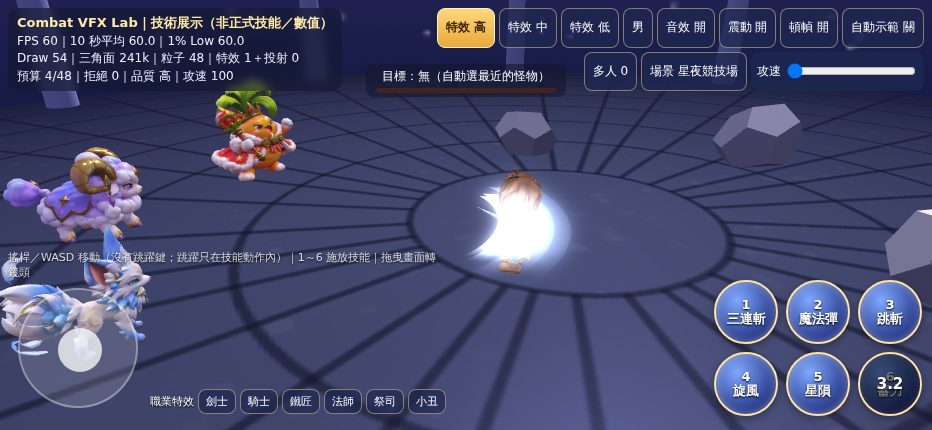 Combat VFX Lab｜技術展示（非正式技能／數值）
FPS 60｜10 秒平均 60.0｜1% Low 60.0
Draw 54｜三角面 241k｜粒子 48｜特效 1＋投射 0
預算 4/48｜拒絕 0｜品質 高｜攻速 100
特效 高
特效 中
特效 低
男
音效 開
震動 開
頓幀 開
自動示範 關
目標：無（自動選最近的怪物）
多人 0
場景 星夜競技場
攻速
搖桿／WASD 移動（沒有跳躍鍵；跳躍只在技能動作內）｜1～6 施放技能｜拖曳畫面轉
鏡頭
1
三連斬
2
魔法彈
3
跳斬
4
旋風
5
星隕
6
3.2
蓄力
職業特效
劍士
騎士
鐵匠
法師
祭司
小丑